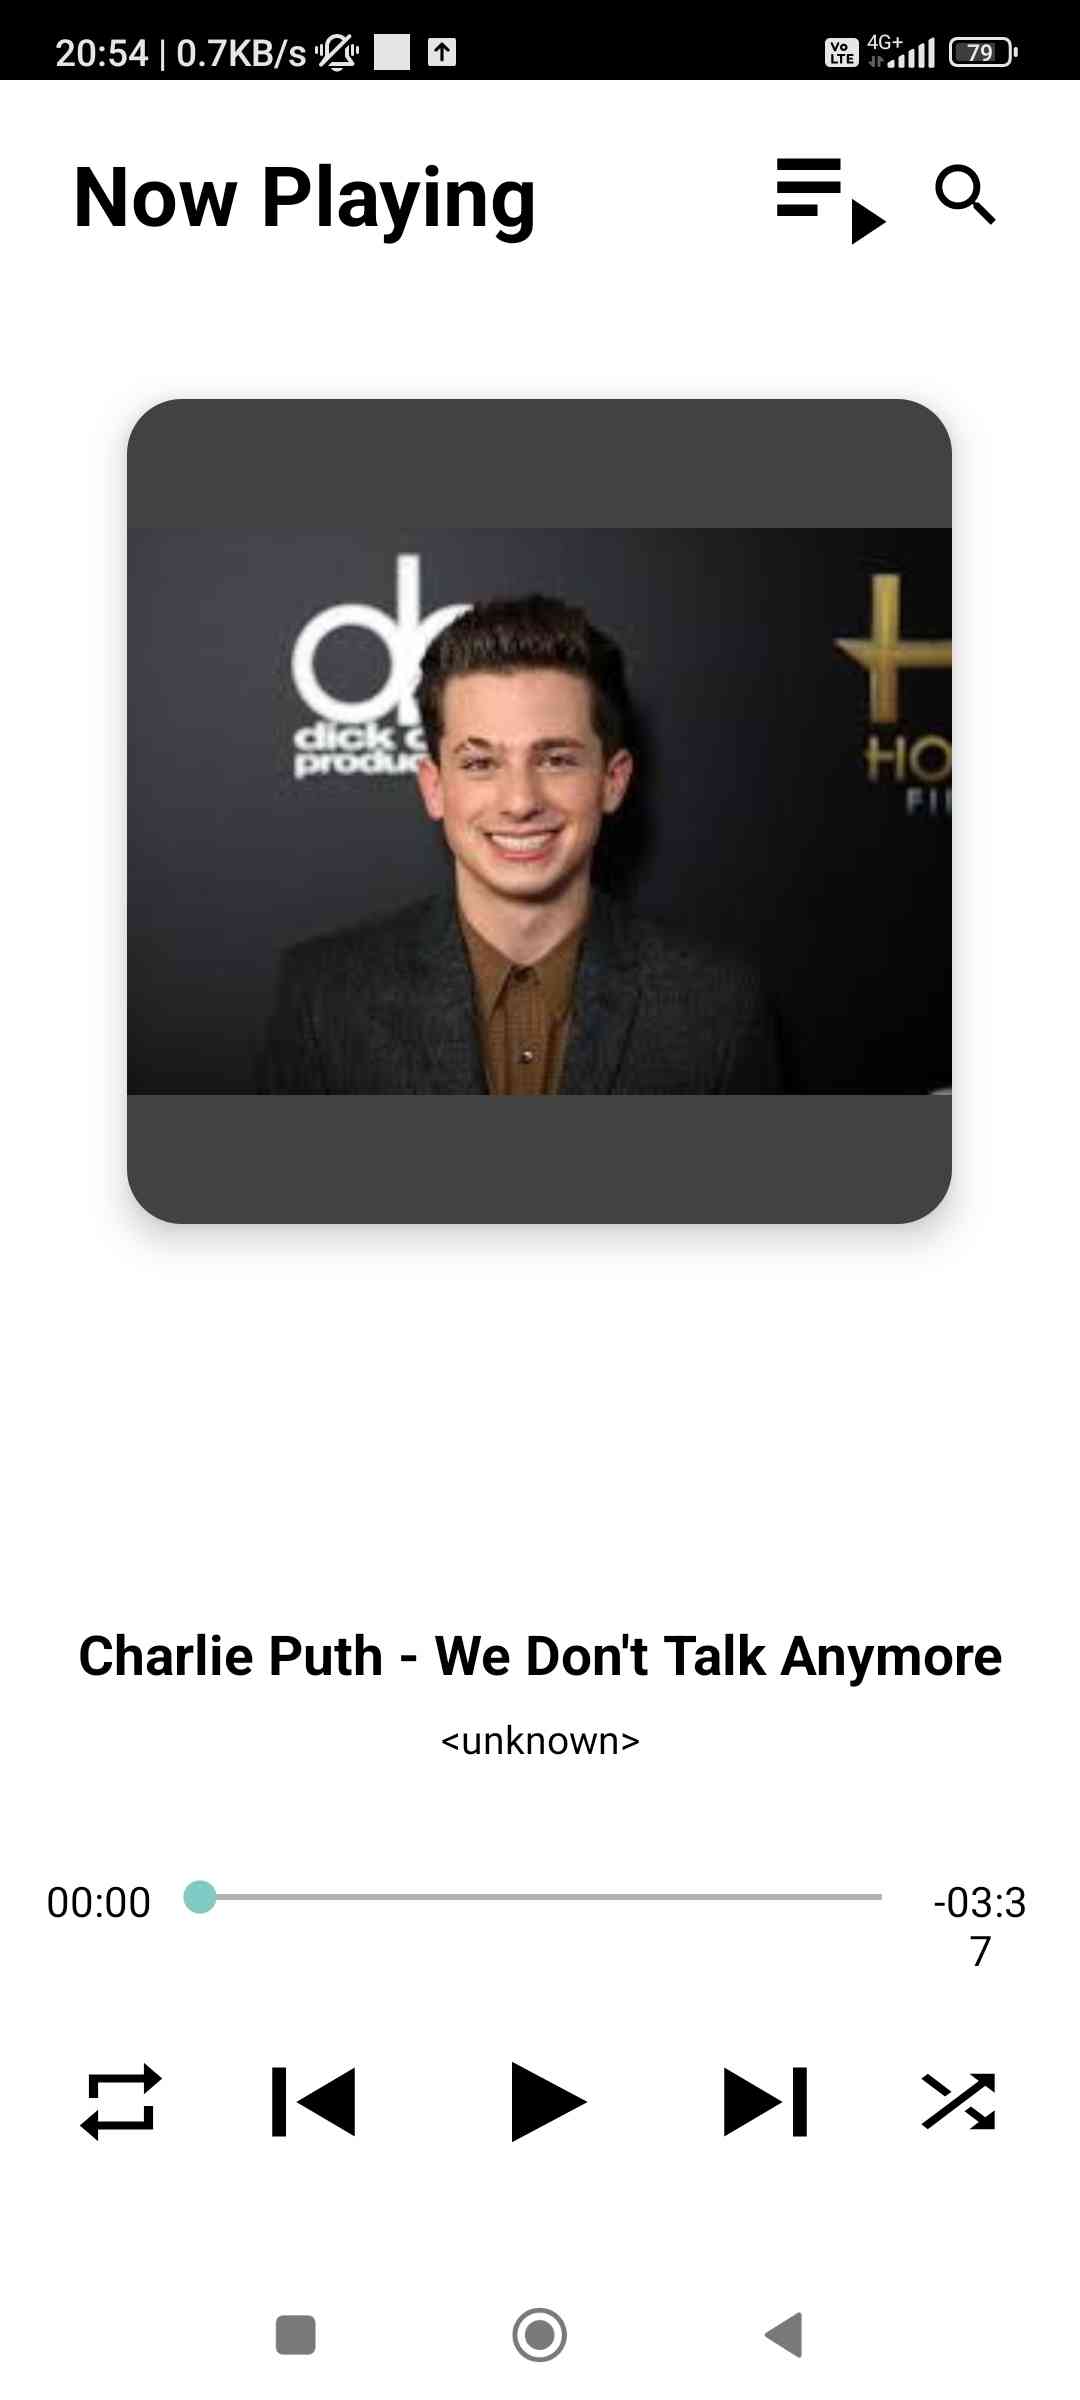 20:54 | 0.7KB/s
Vo
LTE
4G+
79
Now Playing
dick c
produc
HO
FI
Charlie Puth - We Don't Talk Anymore
<unknown>
00:00
-03:3
7